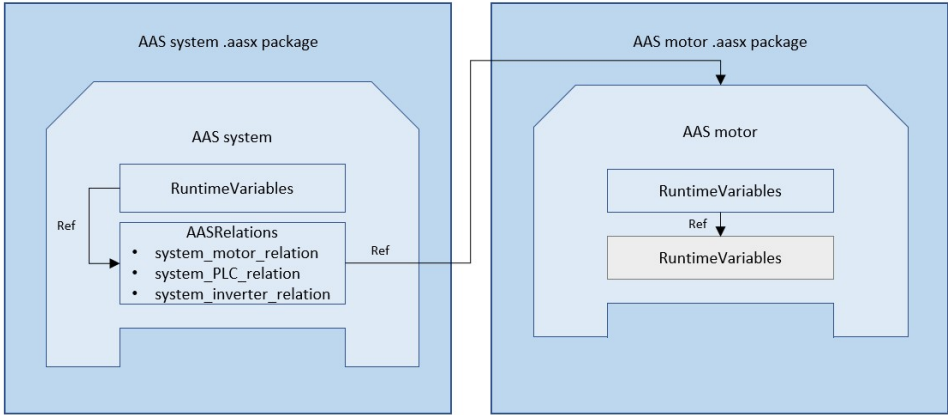 AAS system .aasx package
AAS system
RuntimeVariables
Ref
AASRelations
• system_motor_relation
• system_PLC_relation
• system_inverter_relation
Ref
AAS motor .aasx package
AAS motor
RuntimeVariables
Ref
RuntimeVariables